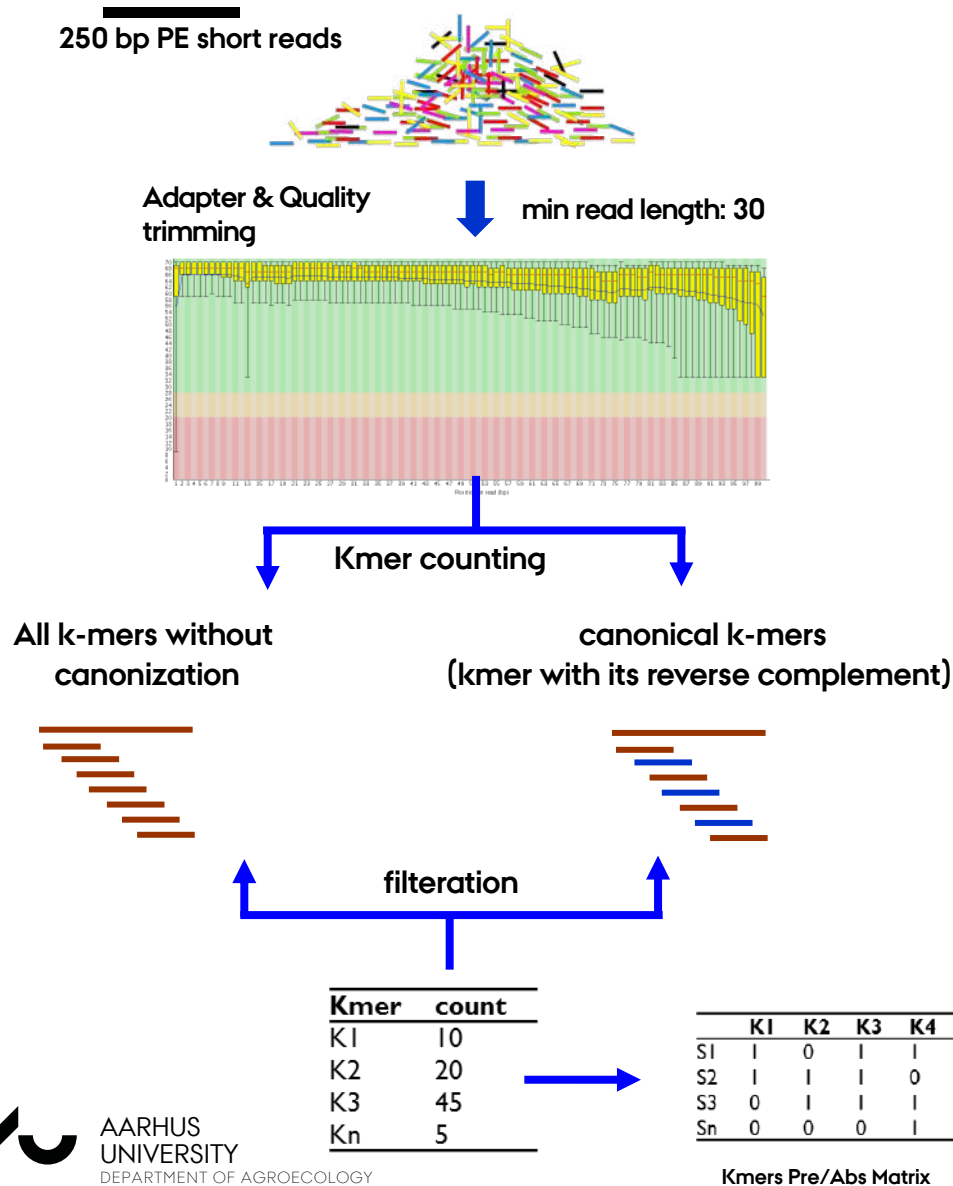 250 bp PE short reads
Adapter & Quality
trimming
min read length: 30
Kmer counting
All k-mers without
canonization
canonical k-mers
(kmer with its reverse complement)
filteration
Kmer count
K1 10
K2 20
K3 45
Kn 5
K1 K2 K3 K4
S1 1 0 1 1
S2 1 1 1 0
S3 0 1 1 1
Sn 0 0 0 1
Kmers Pre/Abs Matrix
AARHUS
UNIVERSITY
DEPARTMENT OF AGROECOLOGY